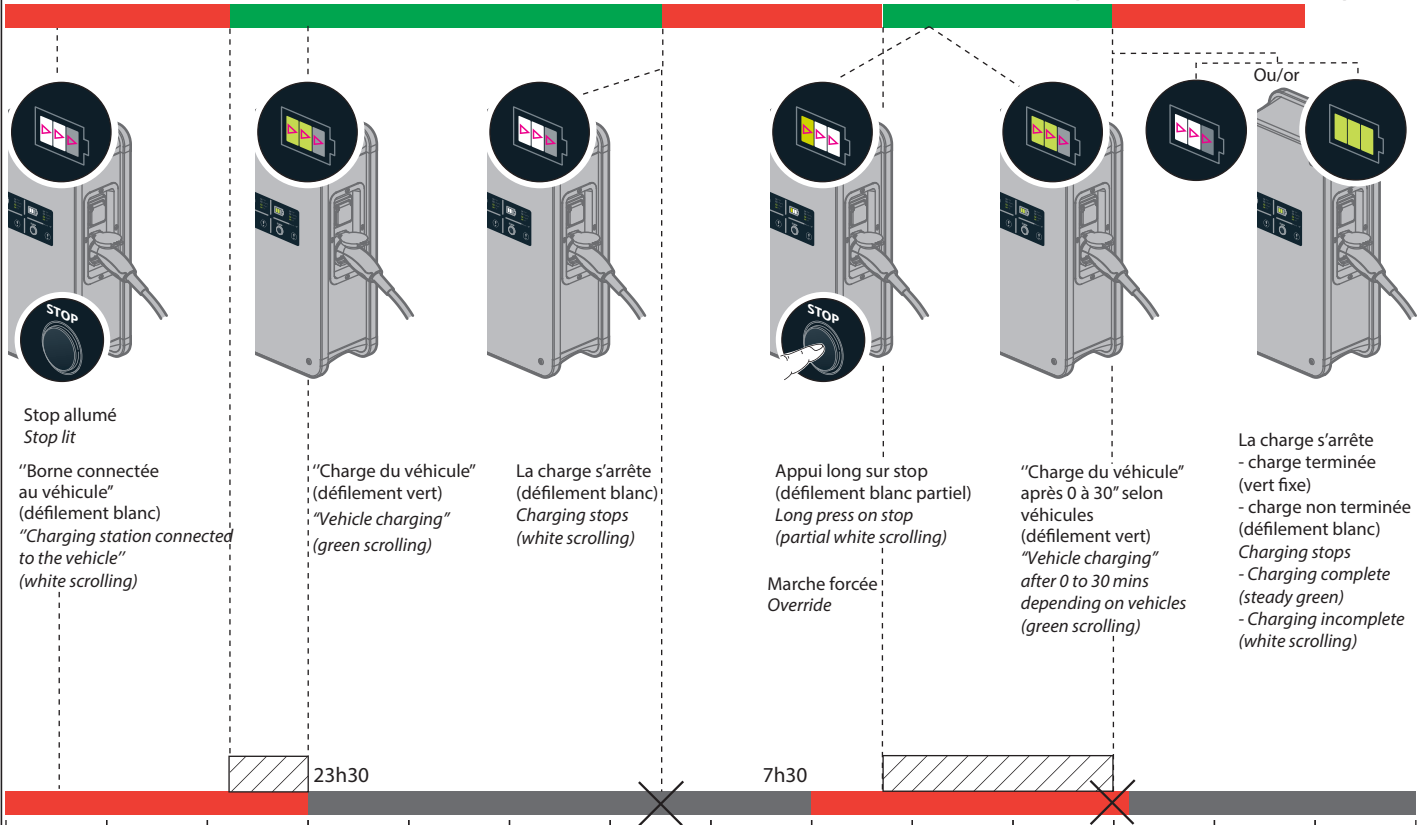 Ou/or
STOP
STOP
Stop allumé
Stop lit
‘’Borne connectée
au véhicule’’
(défilement blanc)
‘’Charging station connected
to the vehicle’’
(white scrolling)
‘’Charge du véhicule’’
(défilement vert)
“Vehicle charging”
(green scrolling)
La charge s’arrête
(défilement blanc)
Charging stops
(white scrolling)
Appui long sur stop
(défilement blanc partiel)
Long press on stop
(partial white scrolling)
Marche forcée
Override
‘’Charge du véhicule’’
après 0 à 30’’ selon
véhicules
(défilement vert)
“Vehicle charging”
after 0 to 30 mins
depending on vehicles
(green scrolling)
La charge s’arrête
- charge terminée
(vert fixe)
- charge non terminée
(défilement blanc)
Charging stops
- Charging complete
(steady green)
- Charging incomplete
(white scrolling)
23h30
7h30